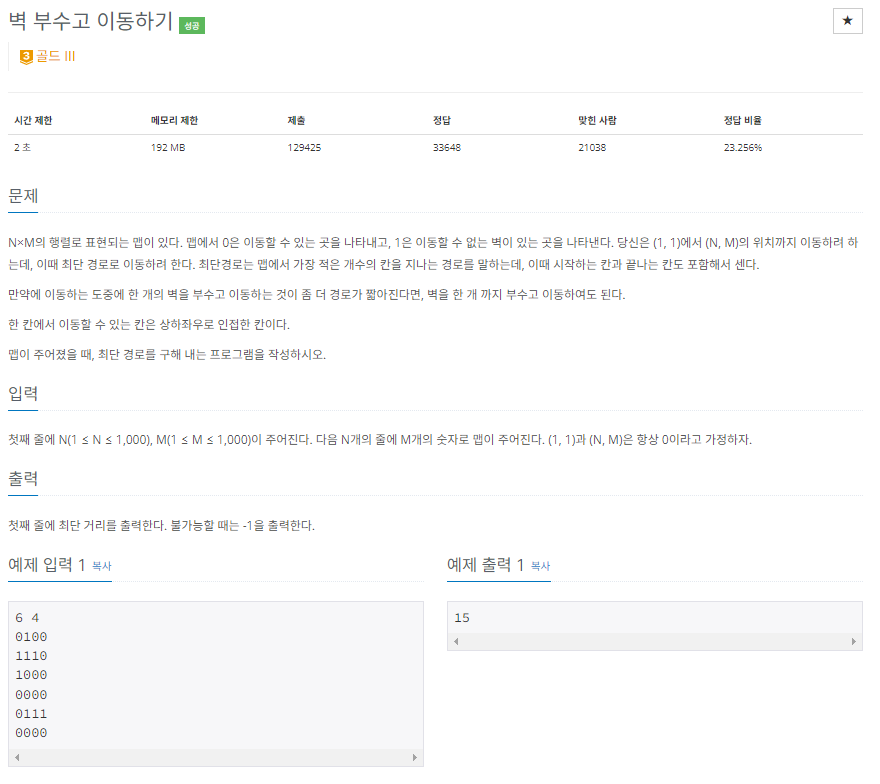 벽 부수고 이동하기 성공
★
3 골드 III
시간 제한 메모리 제한 제출 정답 맞힌 사람 정답 비율
2 초 192 MB 129425 33648 21038 23.256%
문제
N×M의 행렬로 표현되는 맵이 있다. 맵에서 0은 이동할 수 있는 곳을 나타내고, 1은 이동할 수 없는 벽이 있는 곳을 나타낸다. 당신은 (1, 1)에서 (N, M)의 위치까지 이동하려 하
는데, 이때 최단 경로로 이동하려 한다. 최단경로는 맵에서 가장 적은 개수의 칸을 지나는 경로를 말하는데, 이때 시작하는 칸과 끝나는 칸도 포함해서 센다.
만약에 이동하는 도중에 한 개의 벽을 부수고 이동하는 것이 좀 더 경로가 짧아진다면, 벽을 한 개 까지 부수고 이동하여도 된다.
한 칸에서 이동할 수 있는 칸은 상하좌우로 인접한 칸이다.
맵이 주어졌을 때, 최단 경로를 구해 내는 프로그램을 작성하시오.
입력
첫째 줄에 N(1 ≤ N ≤ 1,000), M(1 ≤ M ≤ 1,000)이 주어진다. 다음 N개의 줄에 M개의 숫자로 맵이 주어진다. (1, 1)과 (N, M)은 항상 0이라고 가정하자.
출력
첫째 줄에 최단 거리를 출력한다. 불가능할 때는 -1을 출력한다.
예제 입력 1 복사
6 4
0100
1110
1000
0000
0111
0000
예제 출력 1 복사
15